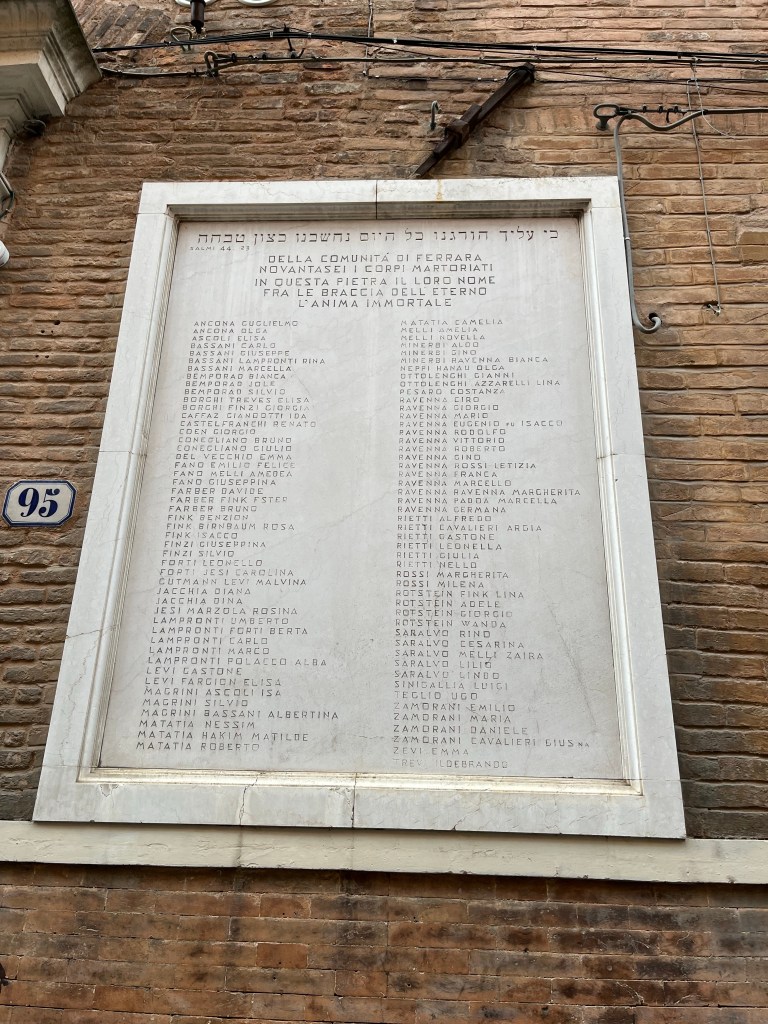 כי עליך הורגנו כל היום נחשבנו כצון טבחה
SALMI 44. 23
DELLA COMUNITÁ DI FERRARA
NOVANTASEI I CORPI MARTORIATI
IN QUESTA PIETRA IL LORO NOME
FRA LE BRACCIA DELL'ETERNO
L'ANIMA IMMORTALE
ANCONA GUGLIELMO
ANCONA OLGA
ASCOLI ELISA
BASSANI CARLO
BASSANI GIUSEPPE
BASSANI LAMPRONTI RINA
BASSANI MARCELLA
BEMPORAD BIANCA
BEMPORAD JOLE
BEMPORAD SILVIO
BORGHI TREVES ELISA
BORGHI FINZI GIORGIA
CAFFAZ GIANGOTTI IDA
CASTELFRANCHI RENATO
COEN GIORGIO
CONEGLIANO BRUNO
CONEGLIANO GIULIO
DEL VECCHIO EMMA
FANO EMILIO FELICE
FANO MELLI AMEDEA
FANO GIUSEPPINA
FARBER DAVIDE
FARBER FINK ESTER
FARBER BRUNO
FINK BENZION
FINK BIRNBAUM ROSA
FINK ISACCO
FINZI GIUSEPPINA
FINZI SILVIO
FORTI LEONELLO
FORTI JESI CAROLINA
GUTMANN LEVI MALVINA
JACCHIA DIANA
JACCHIA DINA
JESI MARZOLA ROSINA
LAMPRONTI UMBERTO
LAMPRONTI FORTI BERTA
LAMPRONTI CARLO
LAMPRONTI MARCO
LAMPRONTI POLACCO ALBA
LEVI GASTONE
LEVI FARGION ELISA
MAGRINI ASCOLI ISA
MAGRINI SILVIO
MAGRINI BASSANI ALBERTINA
MATATIA NESSIM
MATATIA HAKIM MATILDE
MATATIA ROBERTO
MATATIA CAMELIA
MELLI AMELIA
MELLI NOVELLA
MINERBI ALDO
MINERBI GINO
MINERBI RAVENNA BIANCA
NEPPI HANAU OLGA
OTTOLENGHI GIANNI
OTTOLENGHI AZZARELLI LINA
PESARO COSTANZA
RAVENNA CIRO
RAVENNA GIORGIO
RAVENNA MARIO
RAVENNA EUGENIO FU ISACCO
RAVENNA RODOLFO
RAVENNA VITTORIO
RAVENNA ROBERTO
RAVENNA GINO
RAVENNA ROSSI LETIZIA
RAVENNA FRANCA
RAVENNA MARCELLO
RAVENNA RAVENNA MARGHERITA
RAVENNA PADOA MARCELLA
RAVENNA GERMANA
RIETTI ALFREDO
RIETTI CAVALIERI ARGIA
RIETTI GASTONE
RIETTI LEONELLA
RIETTI GIULIA
RIETTI NELLO
ROSSI MARGHERITA
ROSSI MILENA
ROTSTEIN FINK LINA
ROTSTEIN ADELE
ROTSTEIN GIORGIO
ROTSTEIN WANDA
SARALVO RINO
SARALVO CESARINA
SARALVO MELLI ZAIRA
SARALVO LILIO
SARALVO LINDO
SINIGALLIA LUIGI
TEGLIO UGO
ZAMORANI EMILIO
ZAMORANI MARIA
ZAMORANI DANIELE
ZAMORANI CAVALIERI GIUS.NA
ZEVI EMMA
ILDEBRANDO
95